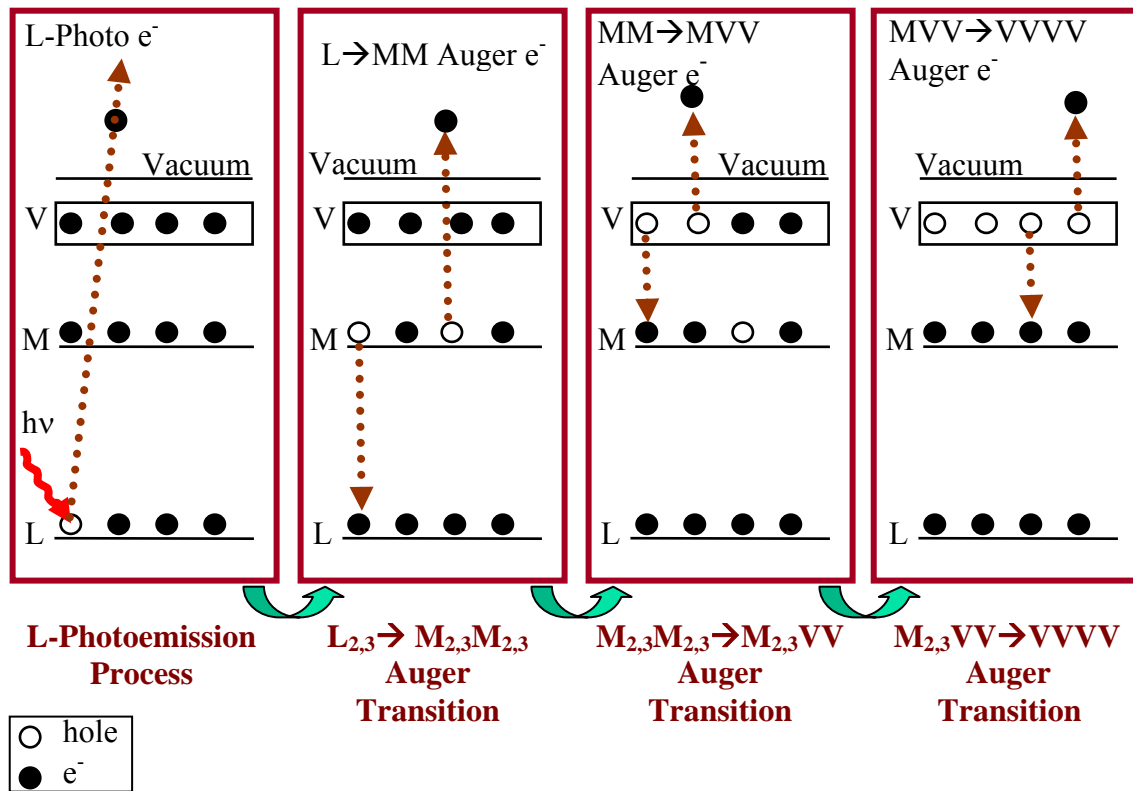 L-Photo e⁻
Vacuum
V
M
hν
L
L→MM Auger e⁻
Vacuum
V
M
L
MM→MVV
Auger e⁻
Vacuum
V
M
L
MVV→VVVV
Auger e⁻
Vacuum
V
M
L
L-Photoemission
Process
L₂,₃→ M₂,₃M₂,₃
Auger
Transition
M₂,₃M₂,₃→M₂,₃VV
Auger
Transition
M₂,₃VV→VVVV
Auger
Transition
hole
e⁻